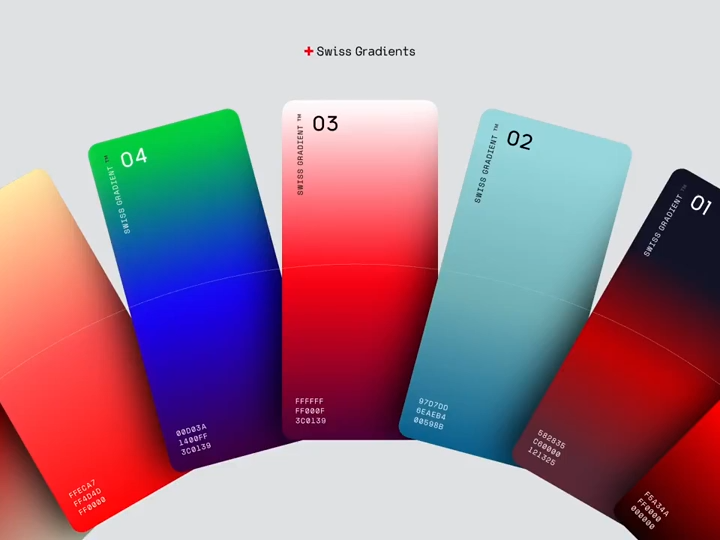 Swiss Gradients
FFECA7
FF4D4D
FF0000
04
SWISS GRADIENT ™
00D03A
1400FF
3C0139
03
SWISS GRADIENT ™
FFFFFF
FF000F
3C0139
02
SWISS GRADIENT ™
97D7DD
6EAEB4
00598B
01
SWISS GRADIENT ™
582835
C60000
121325
F5A34A
FF0000
000000